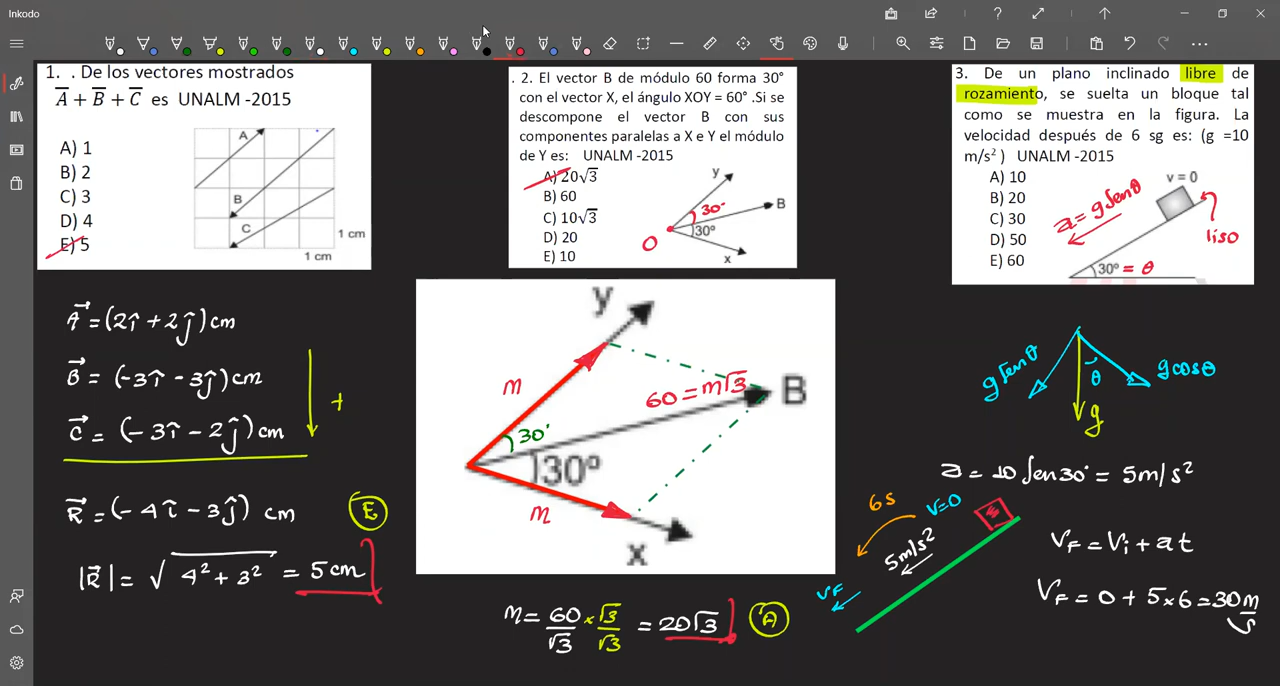 Inkodo
1. . De los vectores mostrados
A + B + C es UNALM -2015
A) 1
B) 2
C) 3
D) 4
E) 5
A
B
C
1 cm
1 cm
A = (2î + 2ĵ) cm
B = (-3î - 3ĵ) cm
C = (-3î - 2ĵ) cm
+
R = (-4î - 3ĵ) cm
E
|R| = √4² + 3² = 5 cm
. 2. El vector B de módulo 60 forma 30°
con el vector X, el ángulo XOY = 60° .Si se
descompone el vector B con sus
componentes paralelas a X e Y el módulo
de Y es: UNALM -2015
A) 20√3
B) 60
C) 10√3
D) 20
E) 10
y
30°
B
30°
O
x
y
m
60 = m√3
B
30°
30º
m
x
m = 60/√3 × √3/√3 = 20√3
A
3. De un plano inclinado libre de
rozamiento, se suelta un bloque tal
como se muestra en la figura. La
velocidad después de 6 sg es: (g =10
m/s² ) UNALM -2015
A) 10
B) 20
C) 30
D) 50
E) 60
v = 0
a = g sen θ
liso
30° = θ
g sen θ
θ
g cos θ
g
a = 10 sen 30° = 5 m/s²
6s
v=0
5 m/s²
vF
VF = Vi + at
VF = 0 + 5 × 6 = 30 m/s